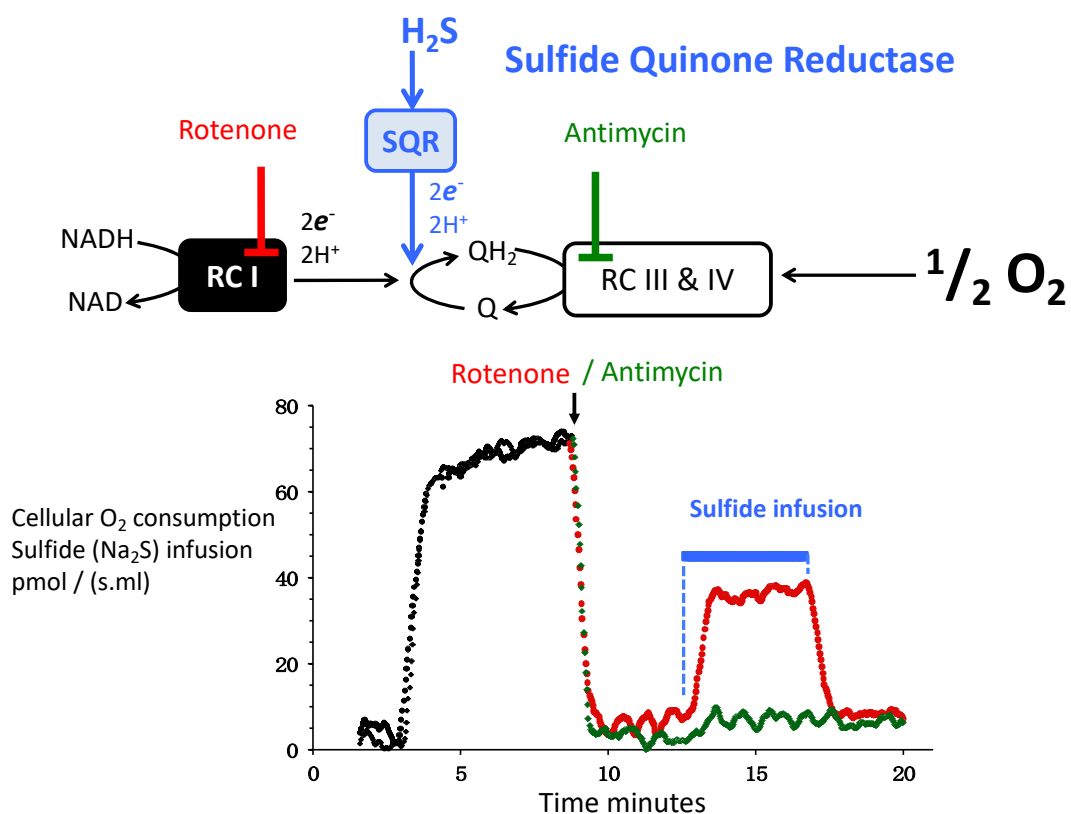 H₂S
Sulfide Quinone Reductase
Rotenone
Antimycin
SQR
2e⁻
2H⁺
2e⁻
2H⁺
NADH
QH₂
RC I
RC III & IV
½ O₂
NAD
Q
Rotenone / Antimycin
80
60
40
20
0
Sulfide infusion
Cellular O₂ consumption
Sulfide (Na₂S) infusion
pmol / (s.ml)
0
5
10
15
20
Time minutes